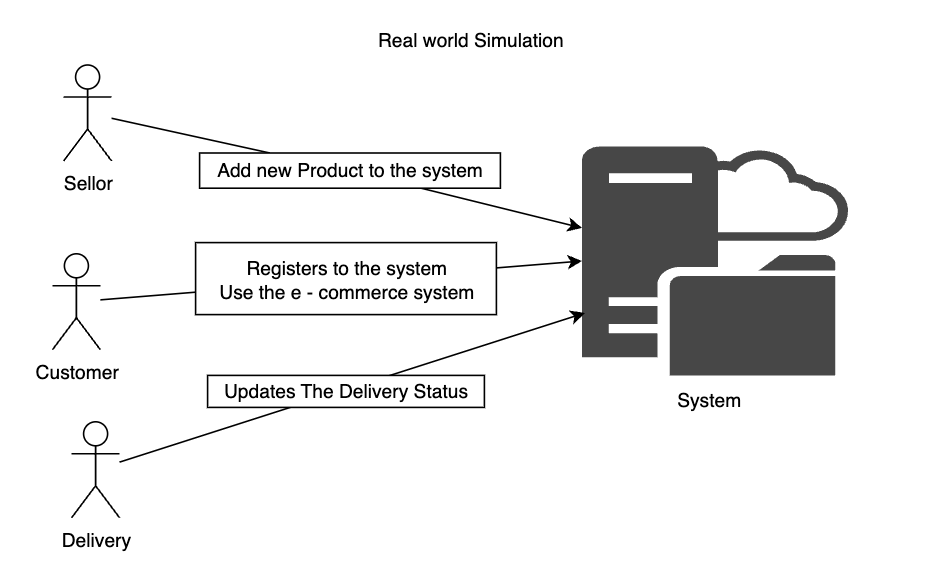 Real world Simulation
Sellor
Add new Product to the system
Registers to the system
Use the e - commerce system
Customer
Updates The Delivery Status
System
Delivery